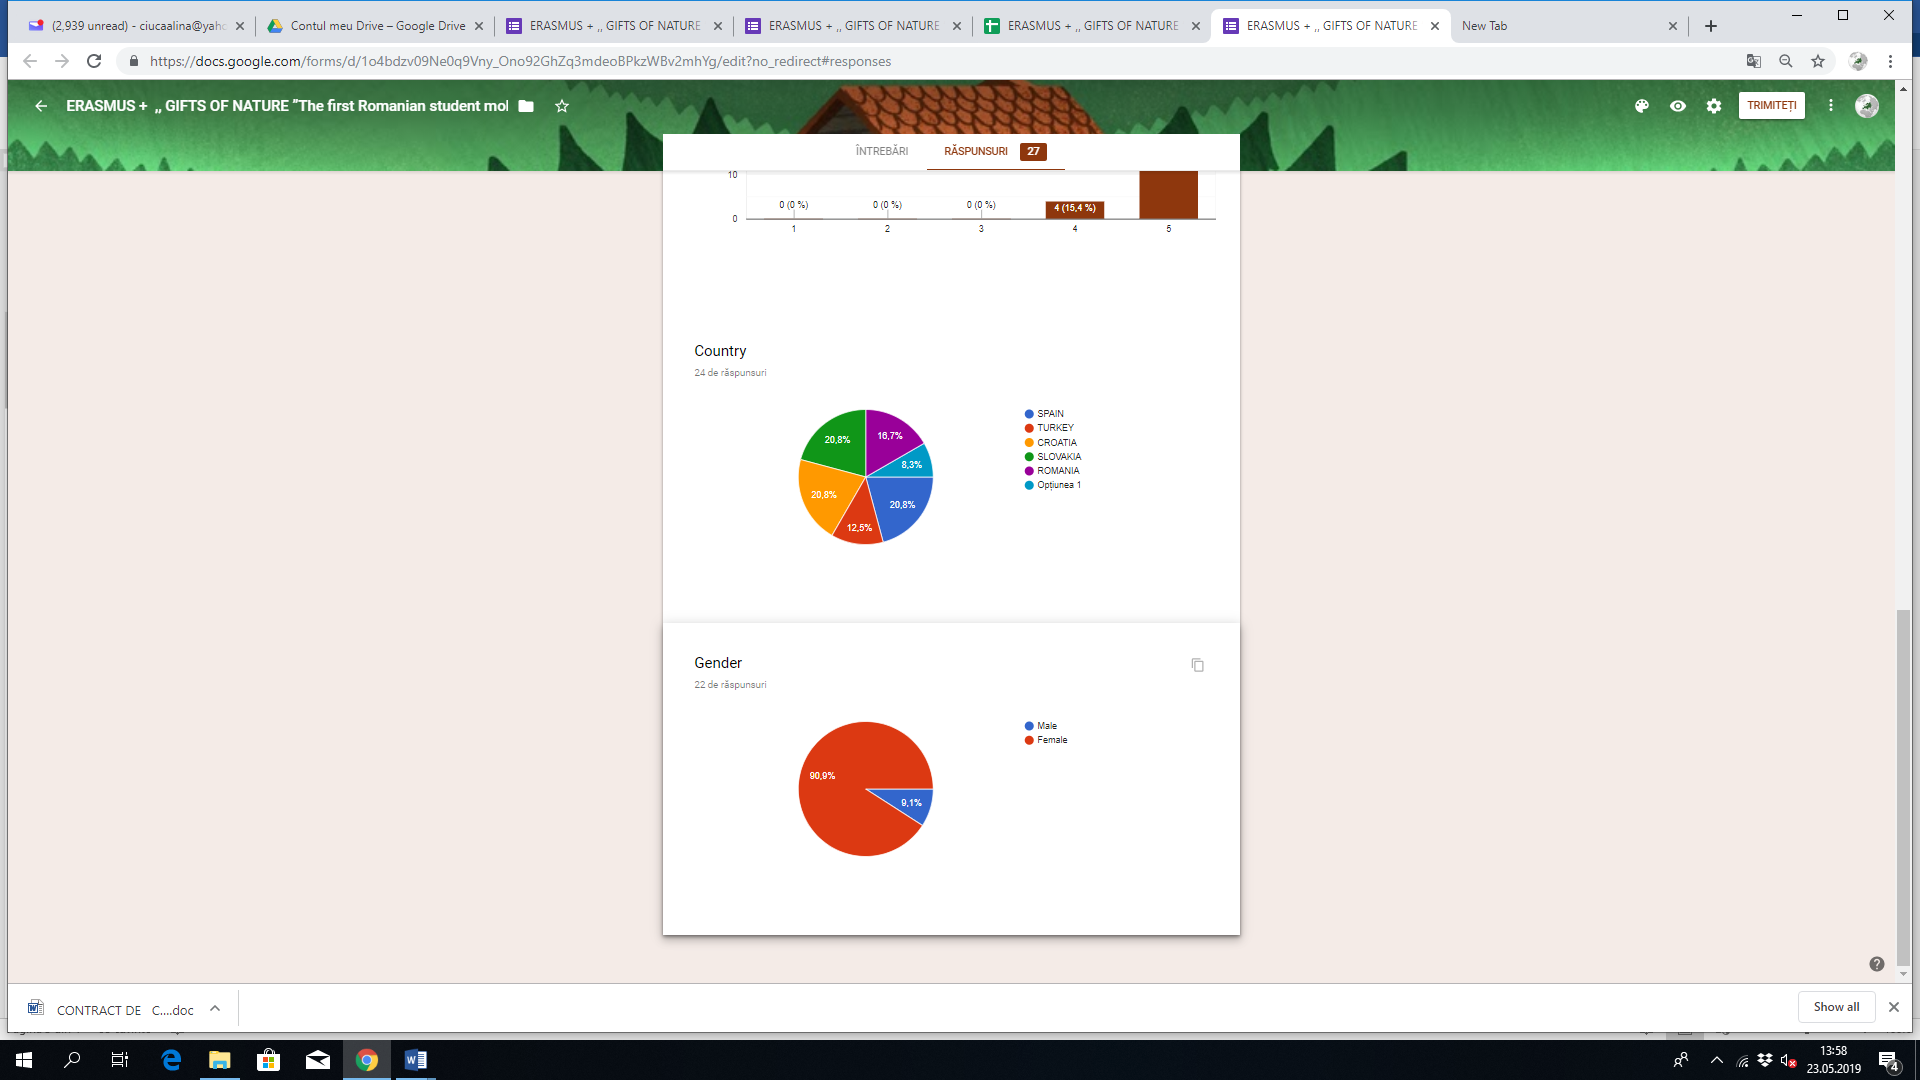 (2,939 unread) - ciucaalina@yaho
Contul meu Drive – Google Drive
ERASMUS + ,, GIFTS OF NATURE
ERASMUS + ,, GIFTS OF NATURE
ERASMUS + ,, GIFTS OF NATURE
ERASMUS + ,, GIFTS OF NATURE
New Tab
https://docs.google.com/forms/d/1o4bdzv09Ne0q9Vny_Ono92GhZq3mdeoBPkzWBv2mhYg/edit?no_redirect#responses
ERASMUS + ,, GIFTS OF NATURE "The first Romanian student mol
TRIMITEȚI
ÎNTREBĂRI
RĂSPUNSURI 27
10
0
0 (0 %)
0 (0 %)
0 (0 %)
4 (15,4 %)
1
2
3
4
5
Country
24 de răspunsuri
20,8%
16,7%
8,3%
20,8%
12,5%
20,8%
SPAIN
TURKEY
CROATIA
SLOVAKIA
ROMANIA
Opțiunea 1
Gender
22 de răspunsuri
90,9%
9,1%
Male
Female
CONTRACT DE C....doc
Show all
13:58
23.05.2019
4